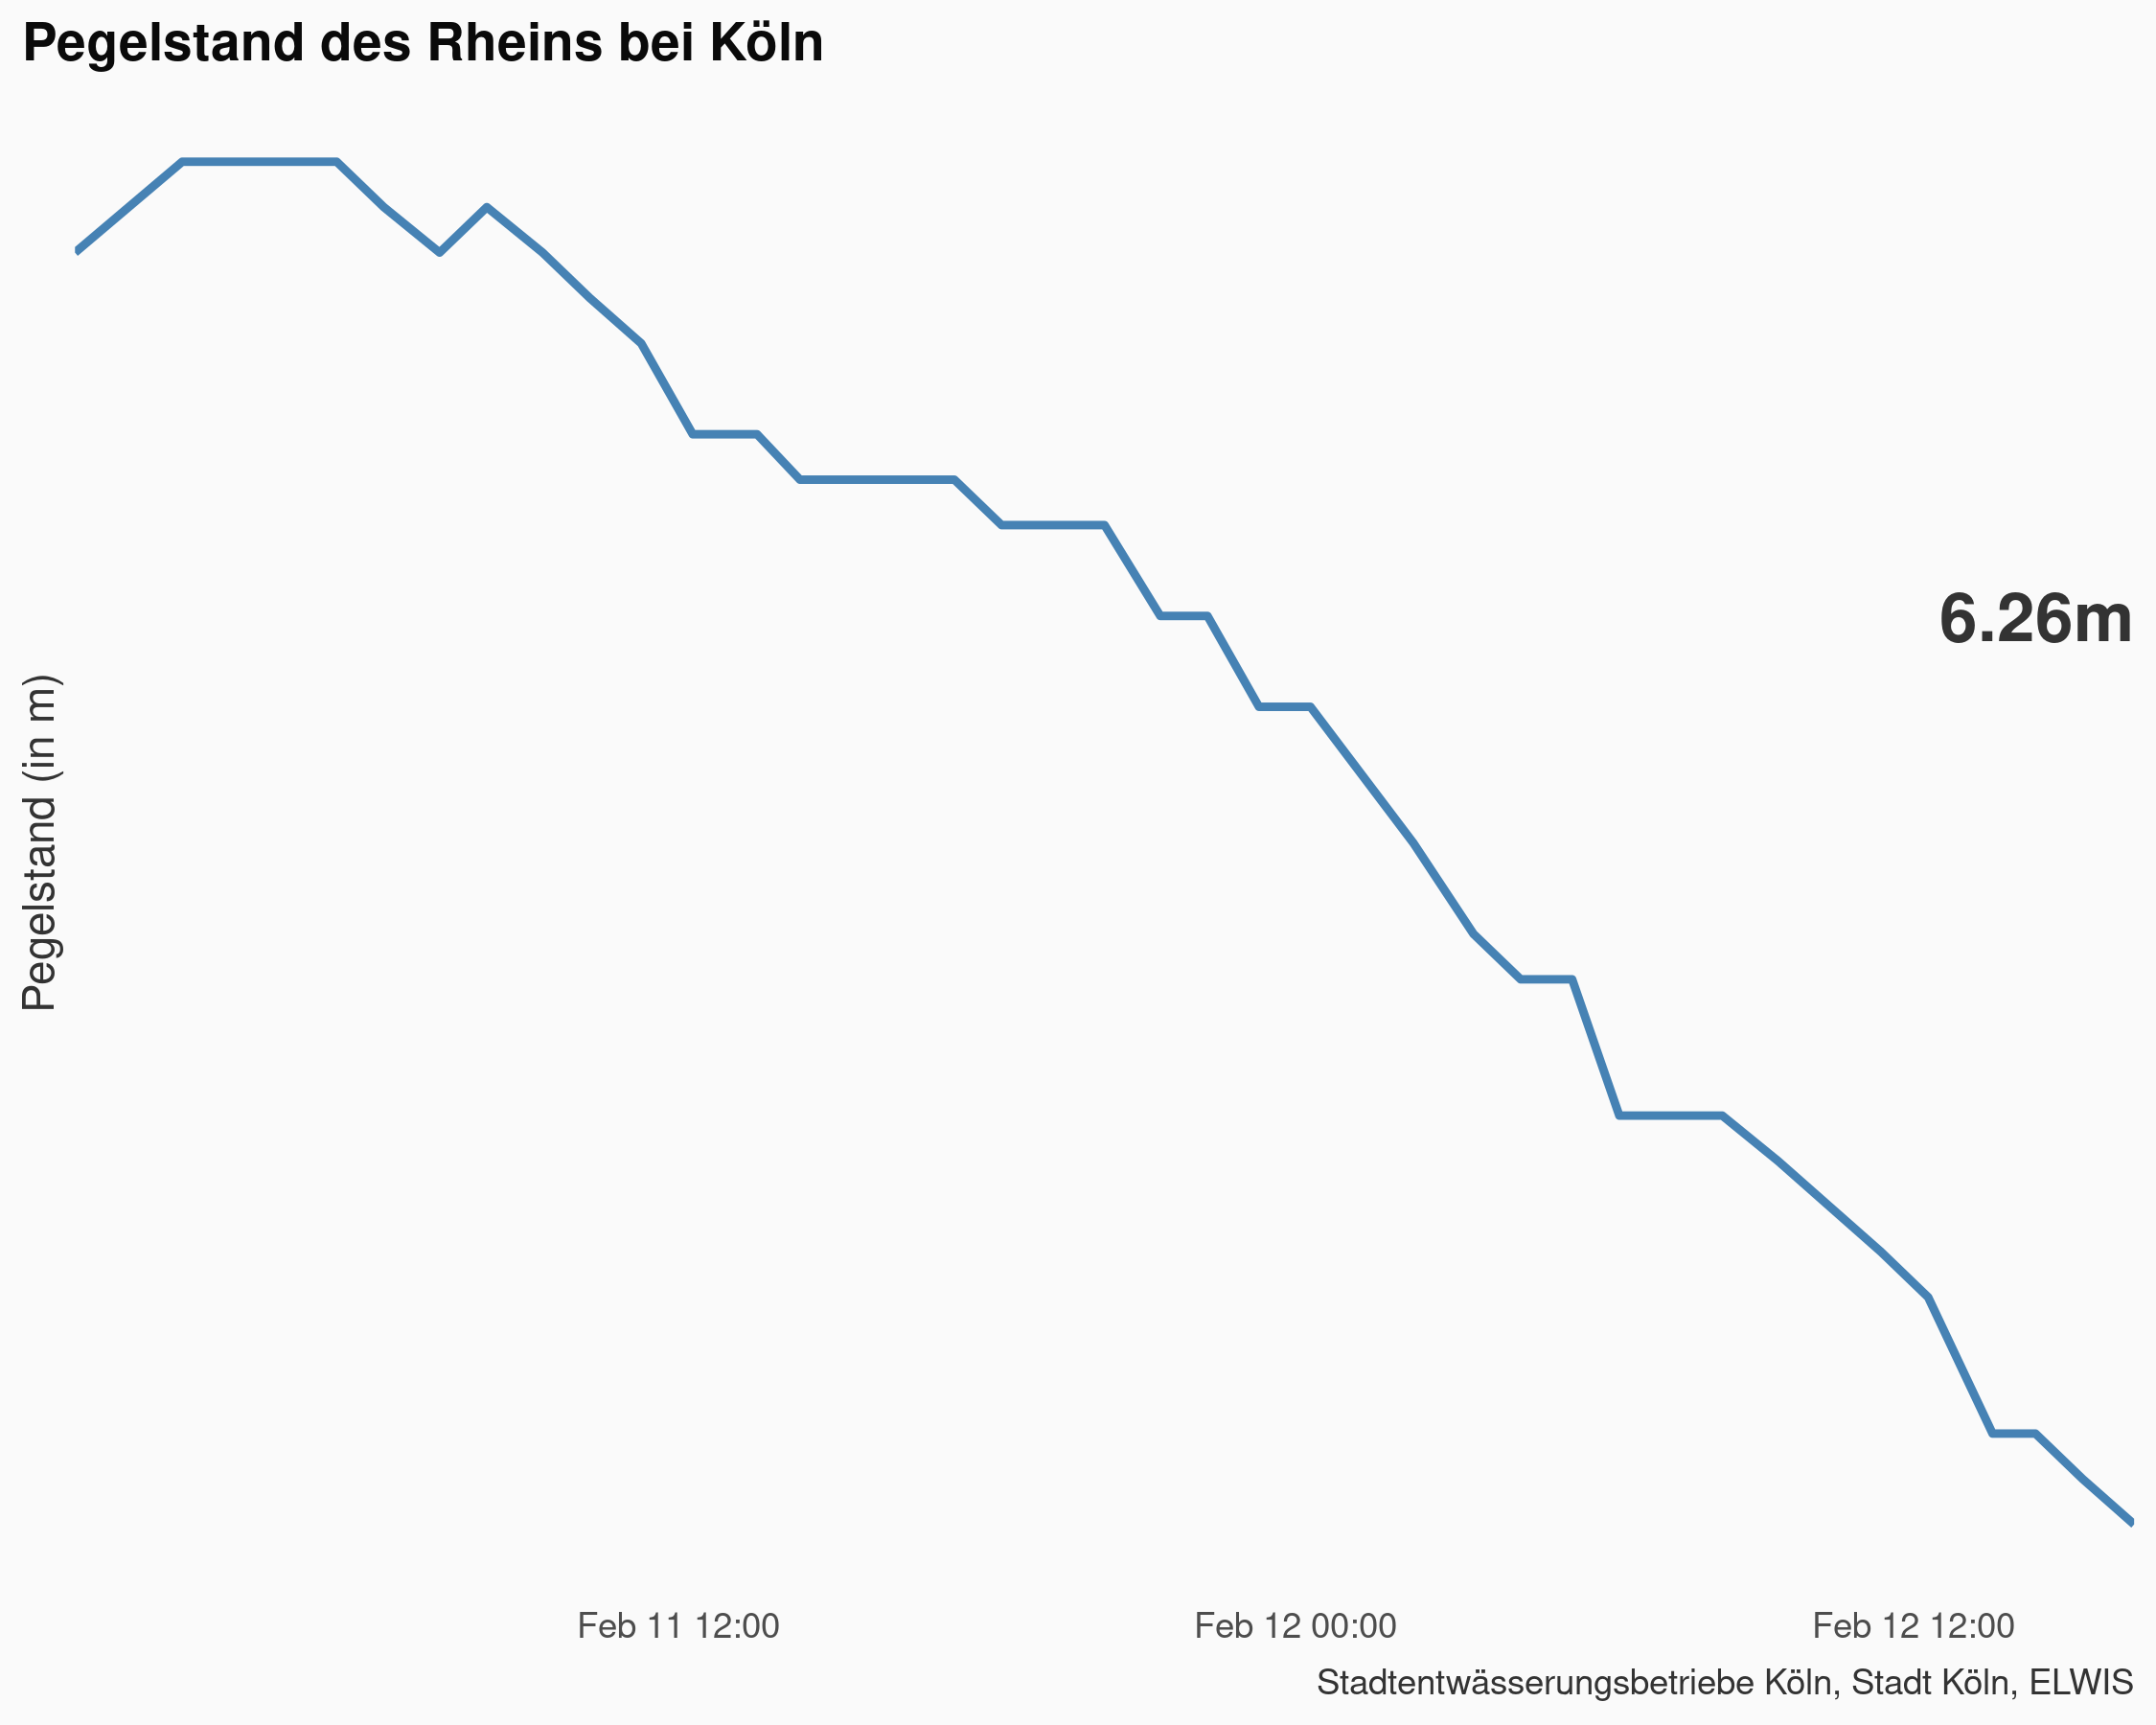 Pegelstand des Rheins bei Köln
6.26m
Pegelstand (in m)
Feb 11 12:00
Feb 12 00:00
Feb 12 12:00
Stadtentwässerungsbetriebe Köln, Stadt Köln, ELWIS